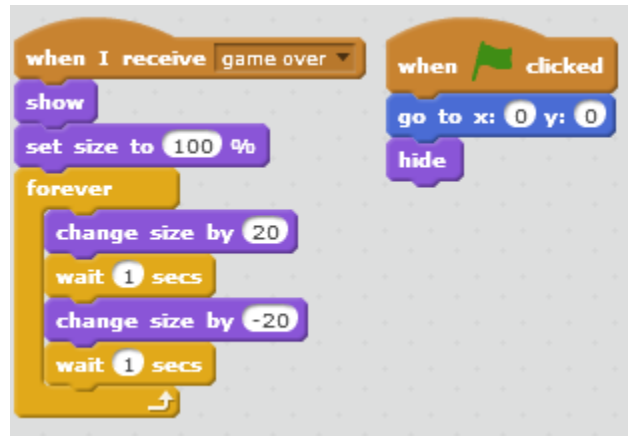 when I receive game over
show
set size to 100 %
forever
change size by 20
wait 1 secs
change size by -20
wait 1 secs
when clicked
go to x: 0 y: 0
hide